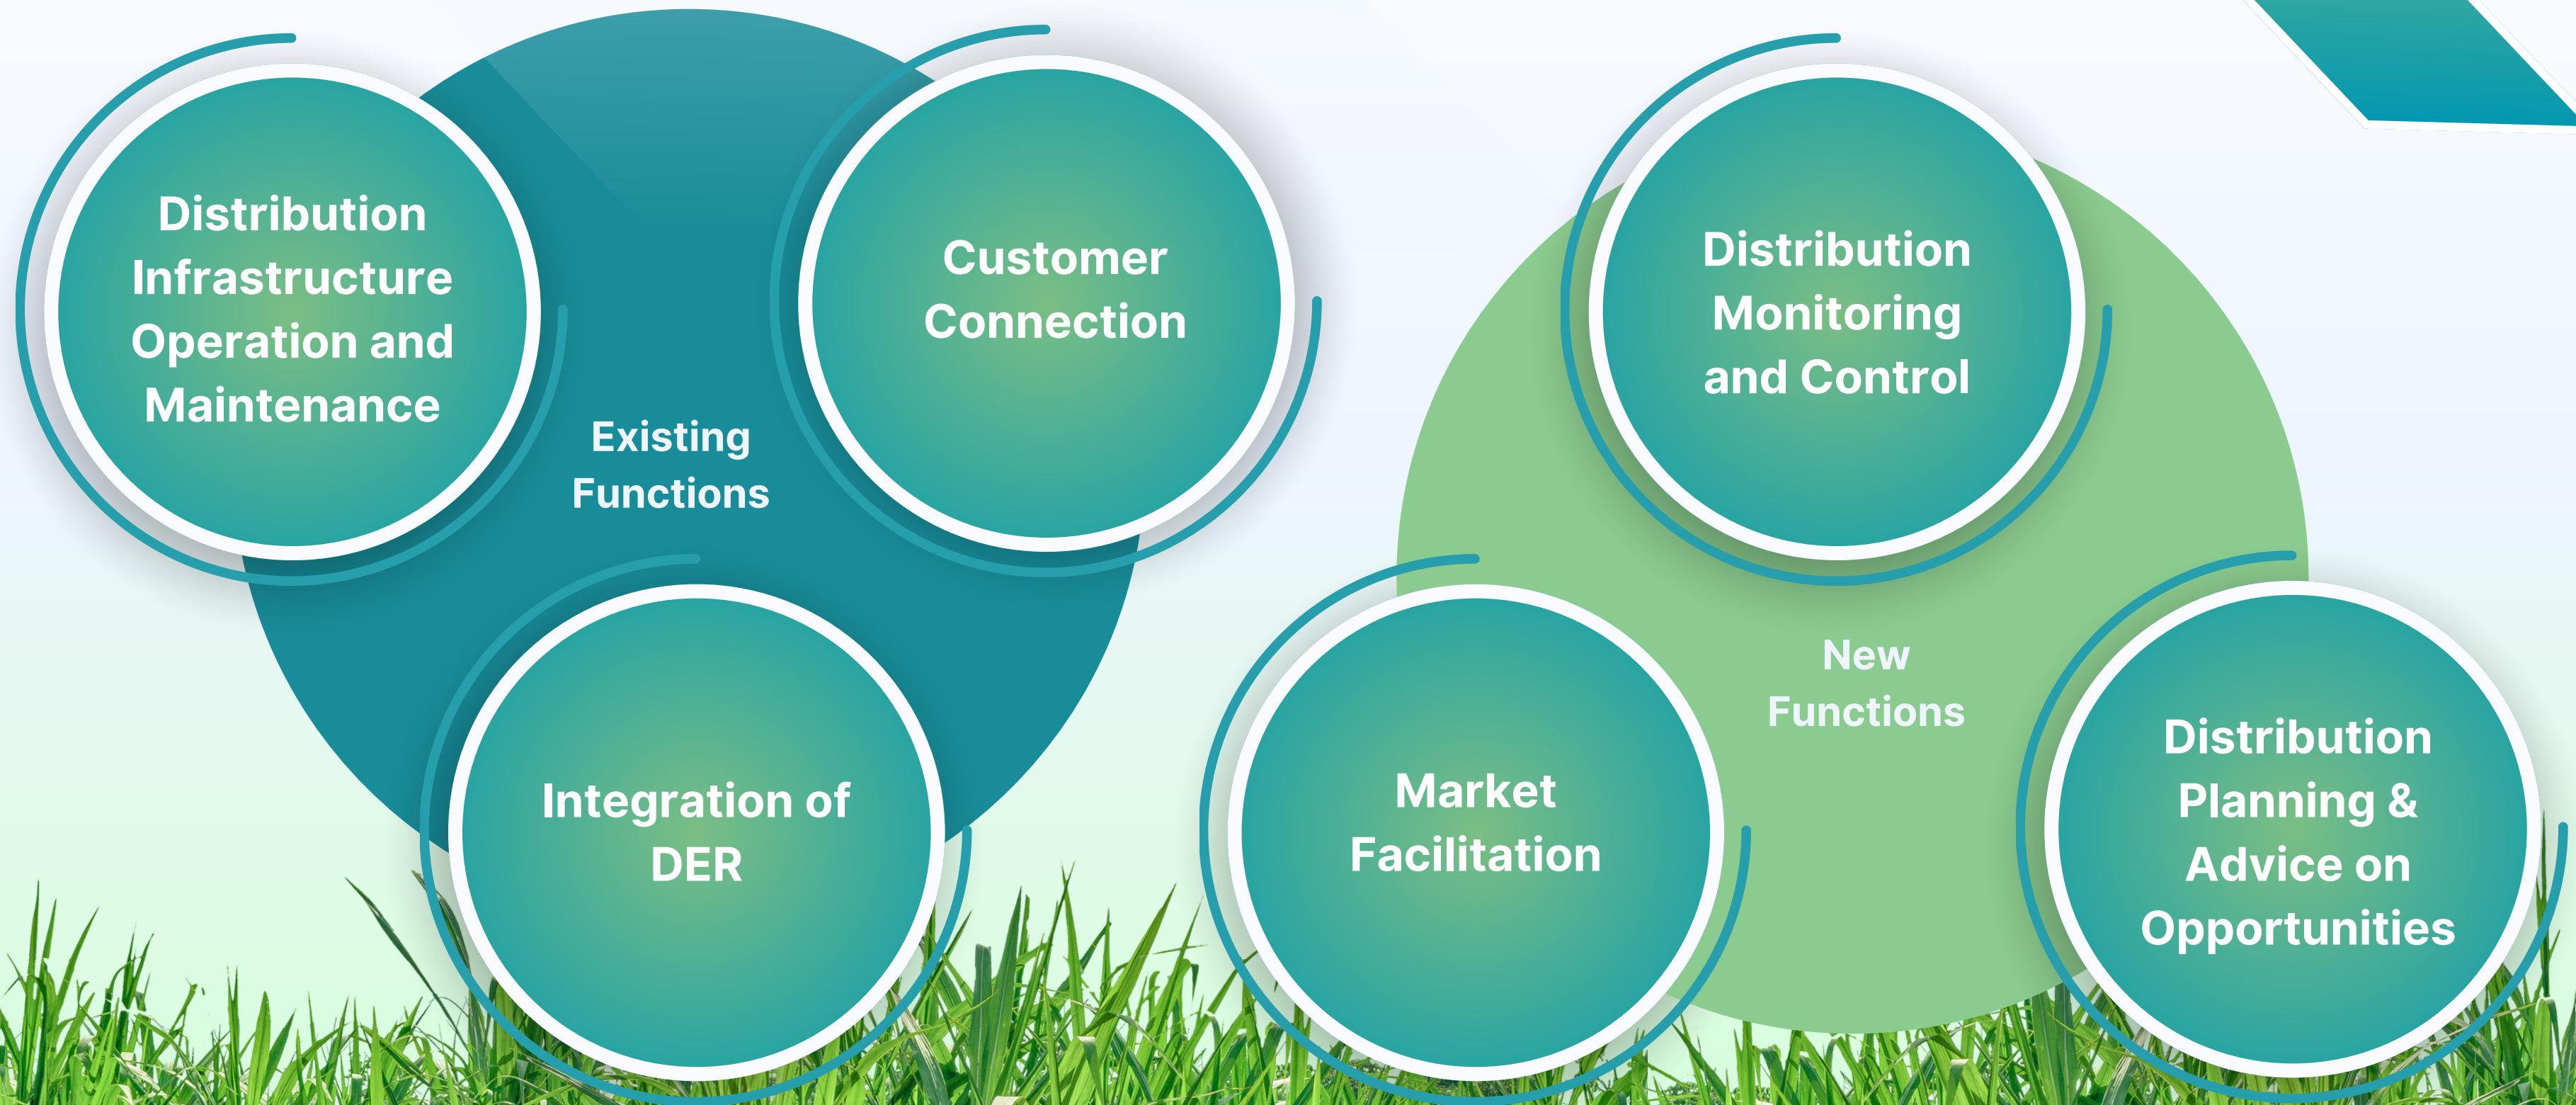 Distribution
Infrastructure
Operation and
Maintenance
Customer
Connection
Existing
Functions
Integration of
DER
Distribution
Monitoring
and Control
New
Functions
Market
Facilitation
Distribution
Planning &
Advice on
Opportunities